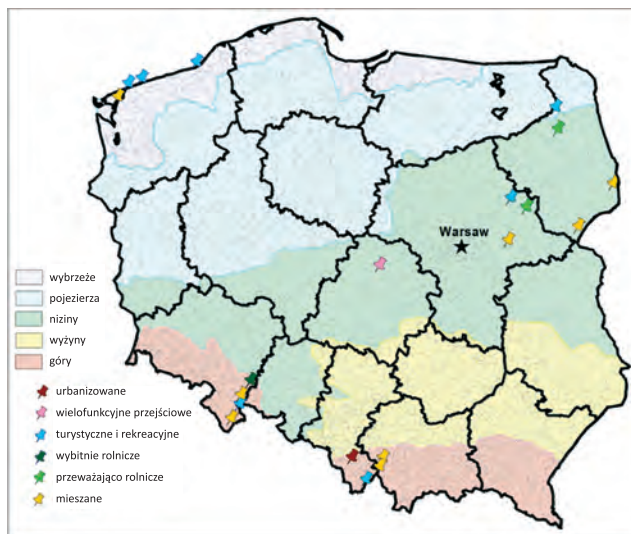 Warsaw
wybrzeże
pojezierza
niziny
wyżyny
góry
urbanizowane
wielofunkcyjne przejściowe
turystyczne i rekreacyjne
wybitnie rolnicze
przeważająco rolnicze
mieszane